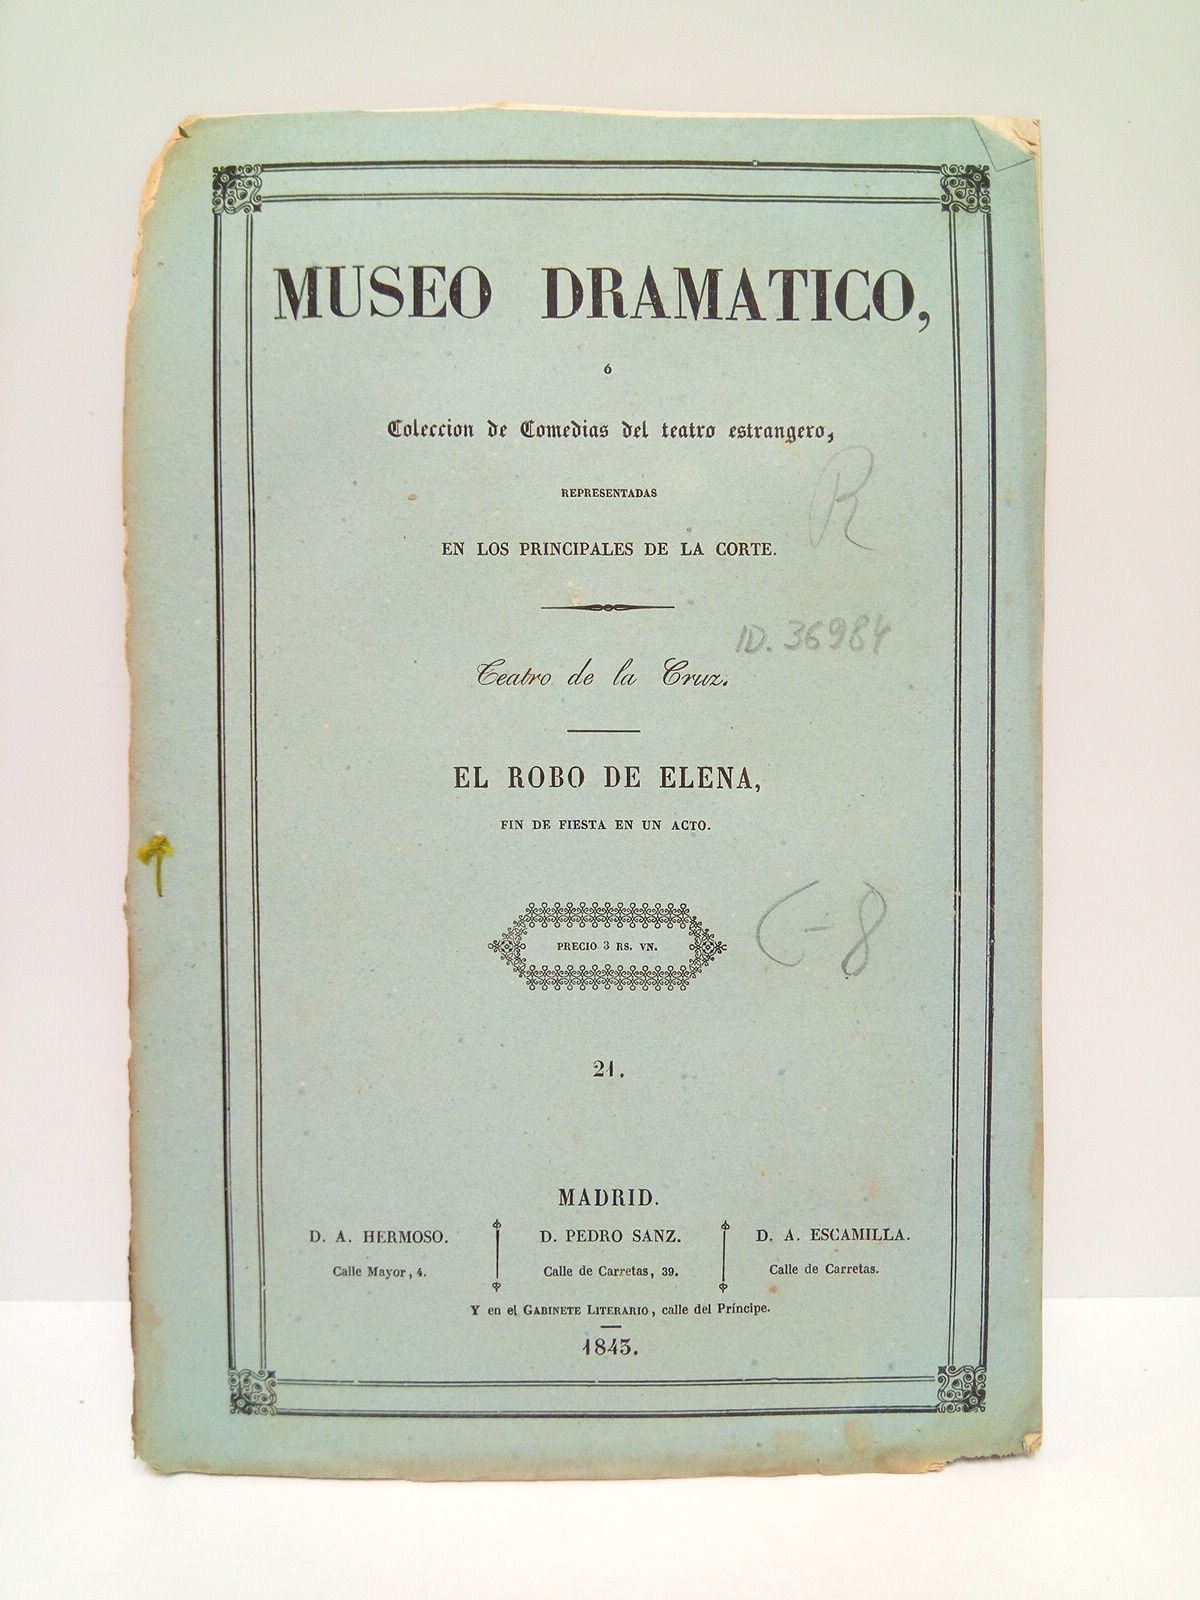 MUSEO DRAMATICO,
ó
Coleccion de Comedias del teatro estrangero,
REPRESENTADAS
R
EN LOS PRINCIPALES DE LA CORTE.
ID. 36984
Teatro de la Cruz.
EL ROBO DE ELENA,
FIN DE FIESTA EN UN ACTO.
PRECIO 3 RS. VN.
C-8
21.
MADRID.
D. A. HERMOSO. D. PEDRO SANZ. D. A. ESCAMILLA.
Calle Mayor, 4. Calle de Carretas, 39. Calle de Carretas.
Y en el GABINETE LITERARIO, calle del Príncipe.
1843.